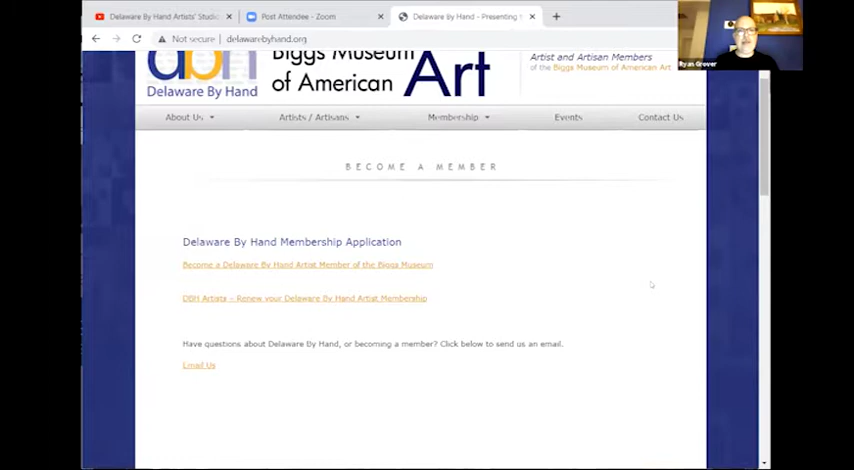 Delaware By Hand Artists' Studio
Post Attendee - Zoom
Delaware By Hand - Presenting
Not secure | delawarebyhand.org
Ryan Grover
dbh
Delaware By Hand
Biggs Museum
of American Art
Artist and Artisan Members
of the Biggs Museum of American Art
About Us
Artists / Artisans
Membership
Events
Contact Us
BECOME A MEMBER
Delaware By Hand Membership Application
Become a Delaware By Hand Artist Member of the Biggs Museum
DBH Artists – Renew your Delaware By Hand Artist Membership
Have questions about Delaware By Hand, or becoming a member? Click below to send us an email.
Email Us